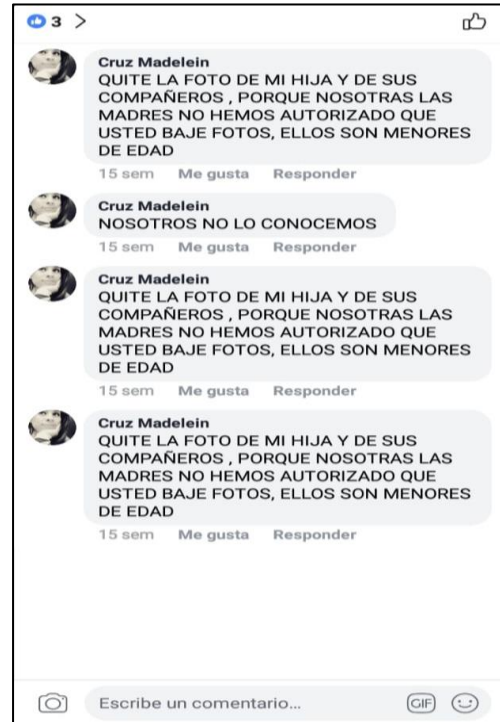 3 >
Cruz Madelein
QUITE LA FOTO DE MI HIJA Y DE SUS
COMPAÑEROS , PORQUE NOSOTRAS LAS
MADRES NO HEMOS AUTORIZADO QUE
USTED BAJE FOTOS, ELLOS SON MENORES
DE EDAD
15 sem Me gusta Responder
Cruz Madelein
NOSOTROS NO LO CONOCEMOS
15 sem Me gusta Responder
Cruz Madelein
QUITE LA FOTO DE MI HIJA Y DE SUS
COMPAÑEROS , PORQUE NOSOTRAS LAS
MADRES NO HEMOS AUTORIZADO QUE
USTED BAJE FOTOS, ELLOS SON MENORES
DE EDAD
15 sem Me gusta Responder
Cruz Madelein
QUITE LA FOTO DE MI HIJA Y DE SUS
COMPAÑEROS , PORQUE NOSOTRAS LAS
MADRES NO HEMOS AUTORIZADO QUE
USTED BAJE FOTOS, ELLOS SON MENORES
DE EDAD
15 sem Me gusta Responder
Escribe un comentario... GIF